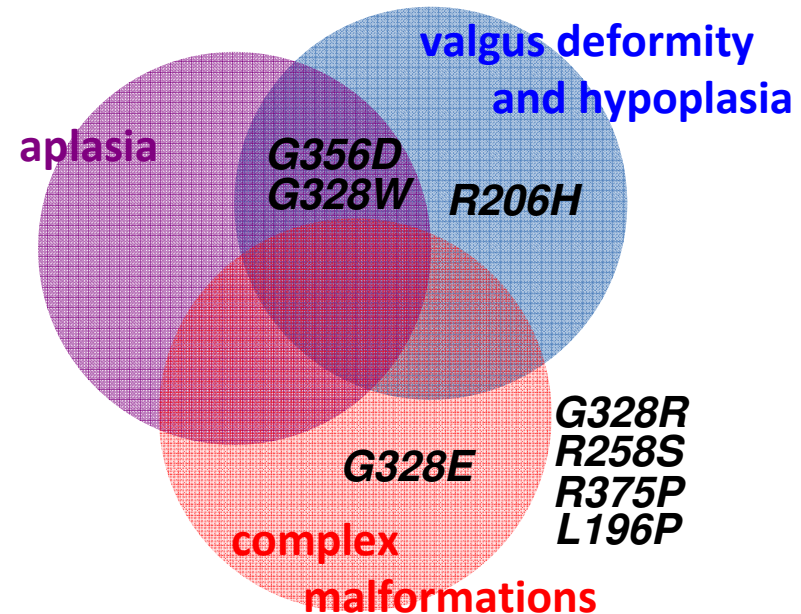 valgus deformity
and hypoplasia
aplasia
G356D
G328W
R206H
G328R
R258S
R375P
L196P
G328E
complex
malformations